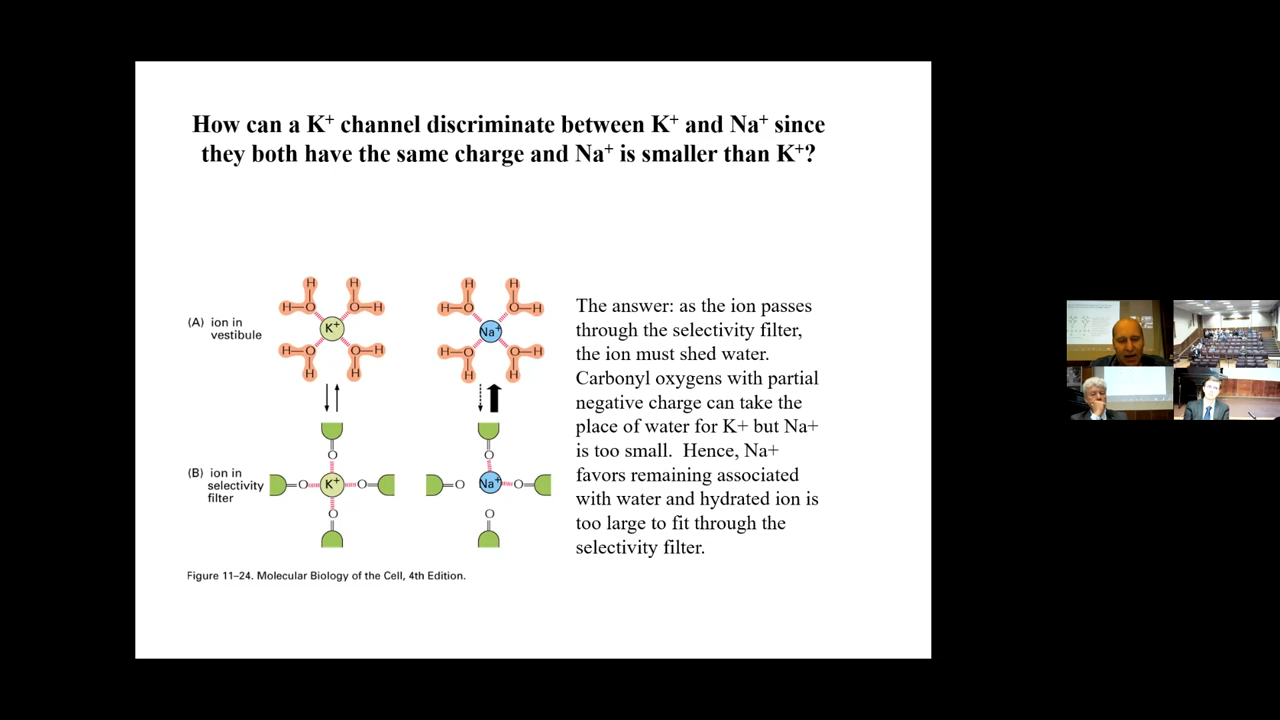 How can a K+ channel discriminate between K+ and Na+ since
they both have the same charge and Na+ is smaller than K+?
H H H H
H O O H H O O H
(A) ion in
vestibule
K+ Na+
H O O H H O O H
H H H H
O O
(B) ion in
selectivity
filter
O K+ O O Na+ O
O O
The answer: as the ion passes
through the selectivity filter,
the ion must shed water.
Carbonyl oxygens with partial
negative charge can take the
place of water for K+ but Na+
is too small. Hence, Na+
favors remaining associated
with water and hydrated ion is
too large to fit through the
selectivity filter.
Figure 11–24. Molecular Biology of the Cell, 4th Edition.